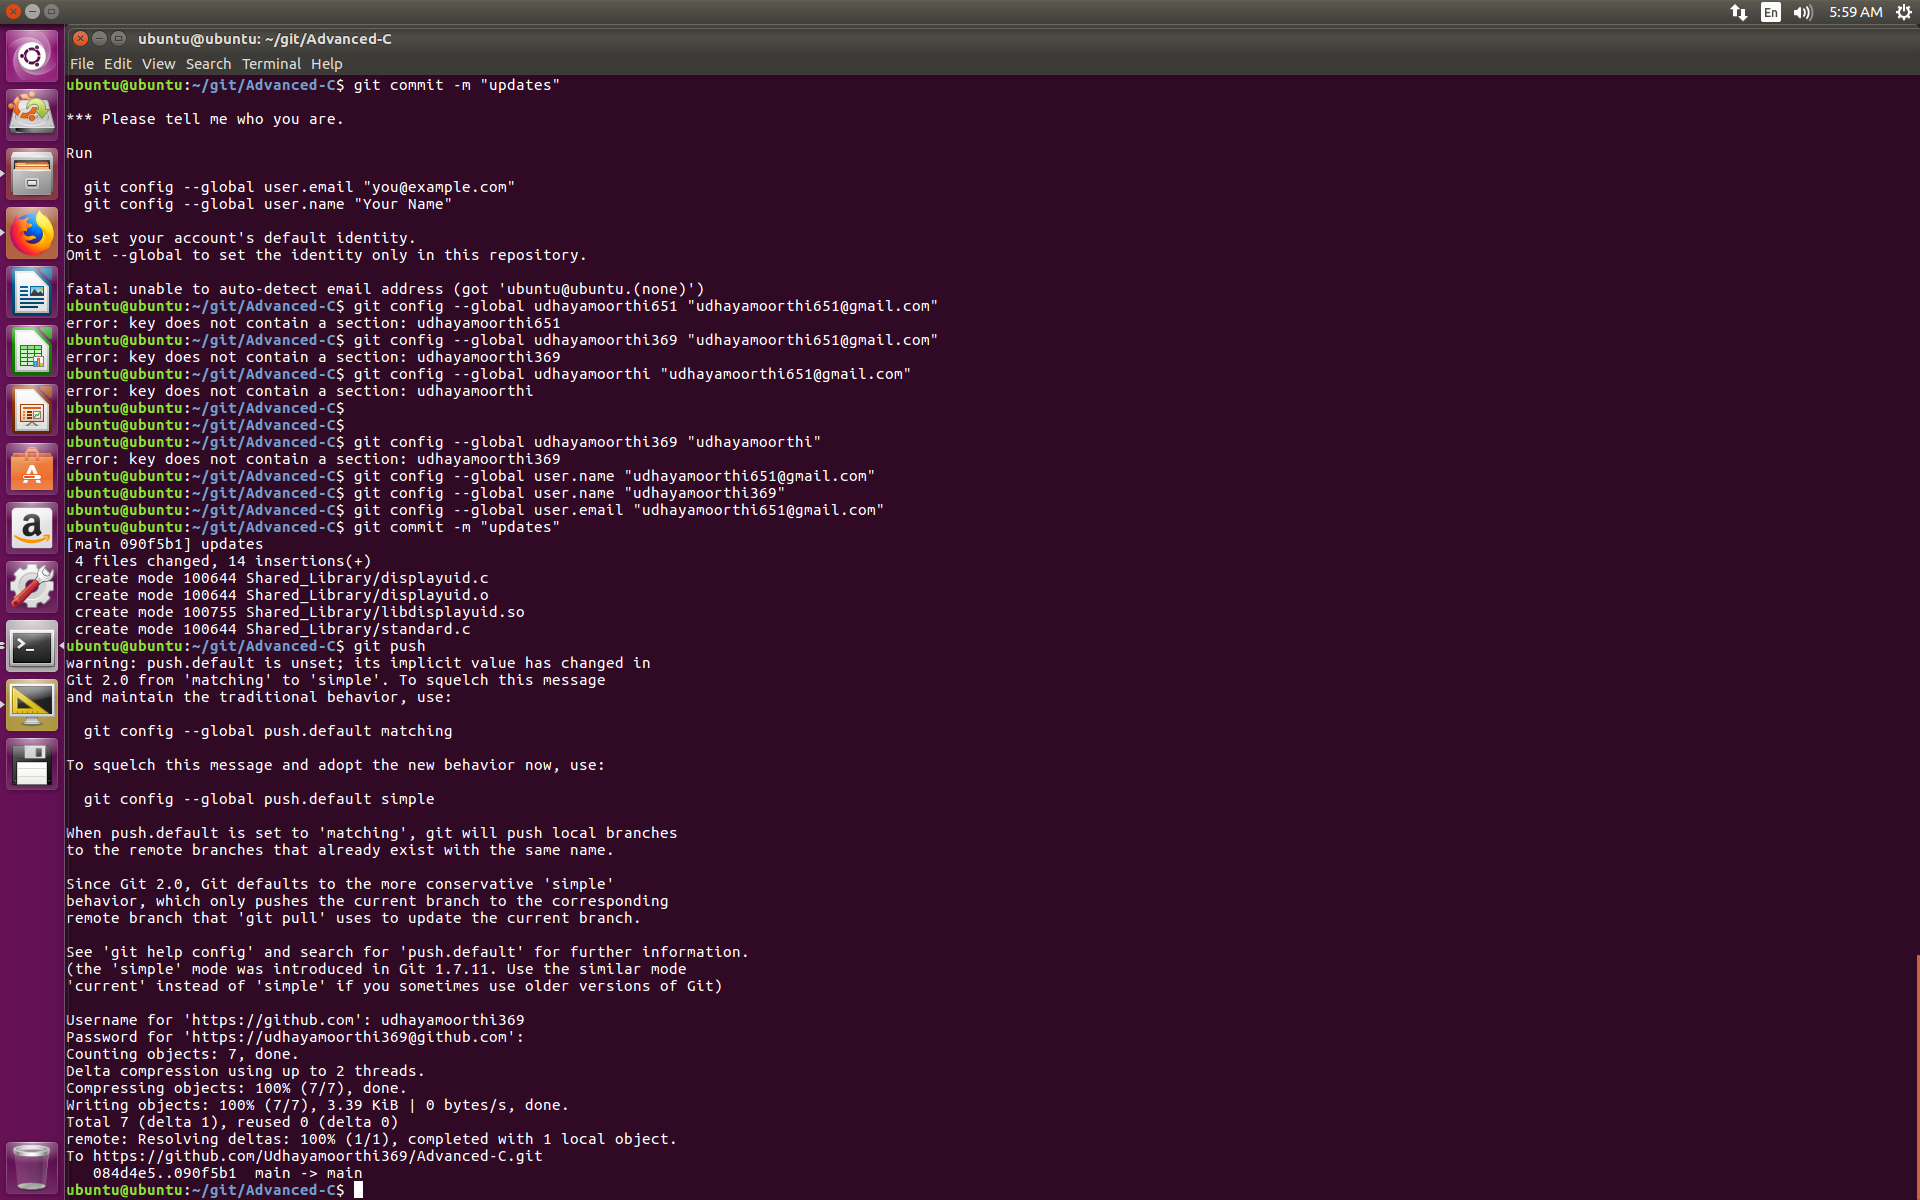 En
5:59 AM
ubuntu@ubuntu: ~/git/Advanced-C
File Edit View Search Terminal Help
ubuntu@ubuntu:~/git/Advanced-C$ git commit -m "updates"
*** Please tell me who you are.
Run
git config --global user.email "you@example.com"
git config --global user.name "Your Name"
to set your account's default identity.
Omit --global to set the identity only in this repository.
fatal: unable to auto-detect email address (got 'ubuntu@ubuntu.(none)')
ubuntu@ubuntu:~/git/Advanced-C$ git config --global udhayamoorthi651 "udhayamoorthi651@gmail.com"
error: key does not contain a section: udhayamoorthi651
ubuntu@ubuntu:~/git/Advanced-C$ git config --global udhayamoorthi369 "udhayamoorthi651@gmail.com"
error: key does not contain a section: udhayamoorthi369
ubuntu@ubuntu:~/git/Advanced-C$ git config --global udhayamoorthi "udhayamoorthi651@gmail.com"
error: key does not contain a section: udhayamoorthi
ubuntu@ubuntu:~/git/Advanced-C$
ubuntu@ubuntu:~/git/Advanced-C$
ubuntu@ubuntu:~/git/Advanced-C$ git config --global udhayamoorthi369 "udhayamoorthi"
error: key does not contain a section: udhayamoorthi369
ubuntu@ubuntu:~/git/Advanced-C$ git config --global user.name "udhayamoorthi651@gmail.com"
ubuntu@ubuntu:~/git/Advanced-C$ git config --global user.name "udhayamoorthi369"
ubuntu@ubuntu:~/git/Advanced-C$ git config --global user.email "udhayamoorthi651@gmail.com"
ubuntu@ubuntu:~/git/Advanced-C$ git commit -m "updates"
[main 090f5b1] updates
4 files changed, 14 insertions(+)
create mode 100644 Shared_Library/displayuid.c
create mode 100644 Shared_Library/displayuid.o
create mode 100755 Shared_Library/libdisplayuid.so
create mode 100644 Shared_Library/standard.c
ubuntu@ubuntu:~/git/Advanced-C$ git push
warning: push.default is unset; its implicit value has changed in
Git 2.0 from 'matching' to 'simple'. To squelch this message
and maintain the traditional behavior, use:
git config --global push.default matching
To squelch this message and adopt the new behavior now, use:
git config --global push.default simple
When push.default is set to 'matching', git will push local branches
to the remote branches that already exist with the same name.
Since Git 2.0, Git defaults to the more conservative 'simple'
behavior, which only pushes the current branch to the corresponding
remote branch that 'git pull' uses to update the current branch.
See 'git help config' and search for 'push.default' for further information.
(the 'simple' mode was introduced in Git 1.7.11. Use the similar mode
'current' instead of 'simple' if you sometimes use older versions of Git)
Username for 'https://github.com': udhayamoorthi369
Password for 'https://udhayamoorthi369@github.com':
Counting objects: 7, done.
Delta compression using up to 2 threads.
Compressing objects: 100% (7/7), done.
Writing objects: 100% (7/7), 3.39 KiB | 0 bytes/s, done.
Total 7 (delta 1), reused 0 (delta 0)
remote: Resolving deltas: 100% (1/1), completed with 1 local object.
To https://github.com/Udhayamoorthi369/Advanced-C.git
084d4e5..090f5b1  main -> main
ubuntu@ubuntu:~/git/Advanced-C$